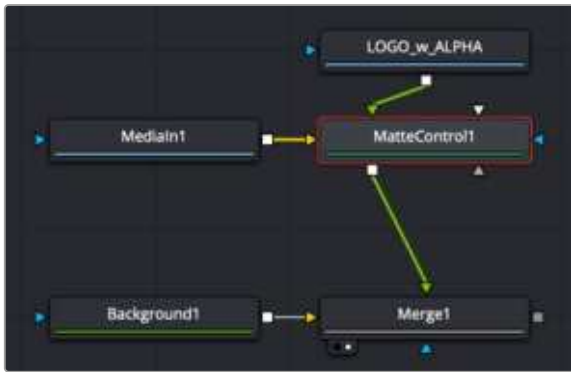 LOGO_w_ALPHA
MediaIn1
MatteControl1
Background1
Merge1